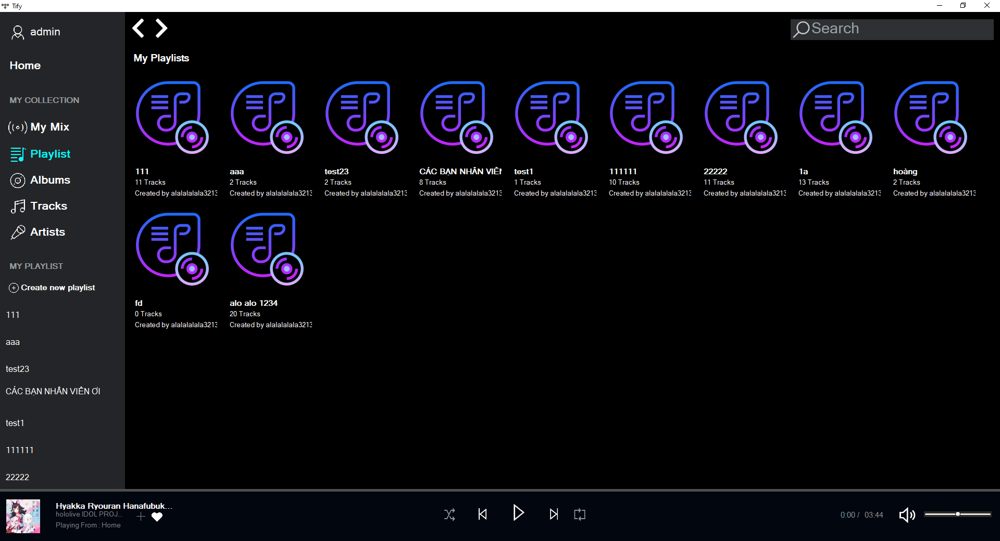 Tify
admin
Home
MY COLLECTION
My Mix
Playlist
Albums
Tracks
Artists
MY PLAYLIST
Create new playlist
111
aaa
test23
CÁC BẠN NHÂN VIÊN ƠI
test1
111111
22222
Search
My Playlists
111
11 Tracks
Created by alalalalala3213
aaa
2 Tracks
Created by alalalalala3213
test23
2 Tracks
Created by alalalalala3213
CÁC BẠN NHÂN VIÊN
8 Tracks
Created by alalalalala3213
test1
1 Tracks
Created by alalalalala3213
111111
10 Tracks
Created by alalalalala3213
22222
11 Tracks
Created by alalalalala3213
1a
13 Tracks
Created by alalalalala3213
hoàng
2 Tracks
Created by alalalalala3213
fd
0 Tracks
Created by alalalalala3213
alo alo 1234
20 Tracks
Created by alalalalala3213
Hyakka Ryouran Hanafubuk...
hololive IDOL PROJ...
Playing From : Home
0:00 / 03:44